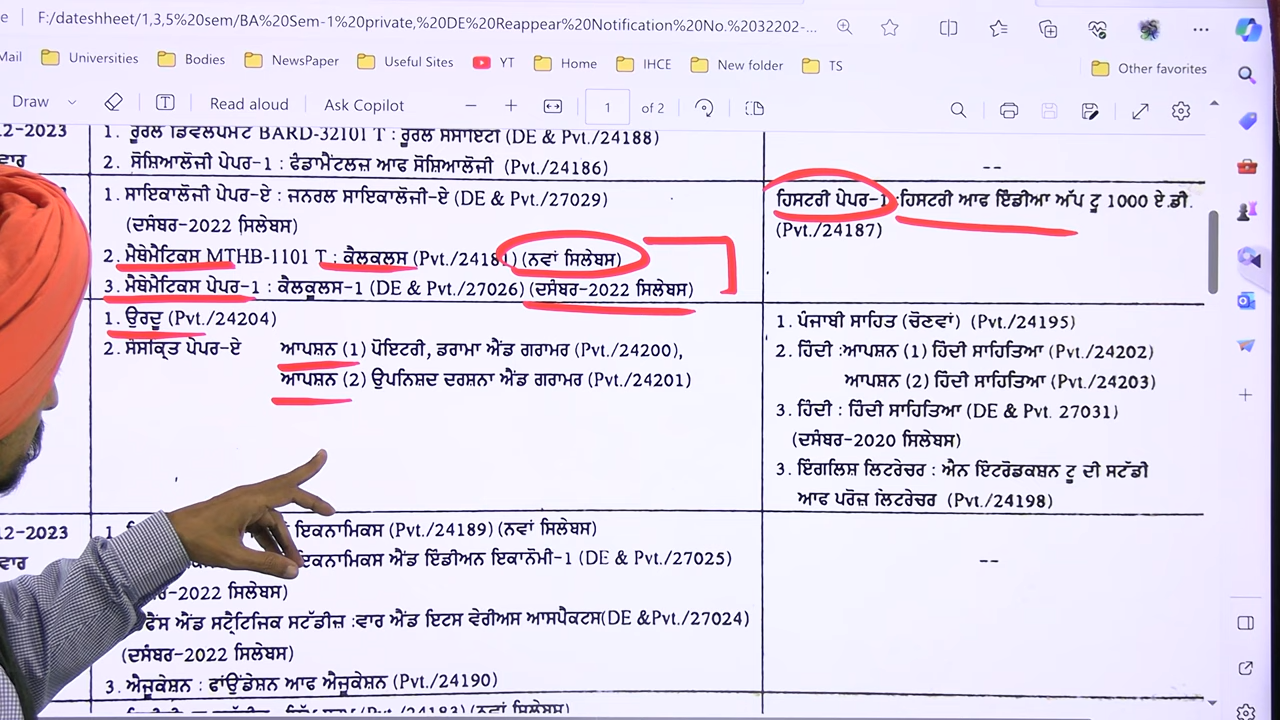 F:/datesheet/1,3,5%20sem/BA%20Sem-1%20private,%20DE%20Reappear%20Notification%20No.%2032202-...
Mail Universities Bodies NewsPaper Useful Sites YT Home IHCE New folder TS Other favorites
Draw Read aloud Ask Copilot 1 of 2
2-2023
1. ਰੂਰਲ ਡਿਵੈਲਪਮੈਂਟ BARD-32101 T : ਰੂਰਲ ਸੋਸਾਇਟੀ (DE & Pvt./24188)
ਵਾਰ
2. ਸੋਸ਼ਿਆਲੋਜੀ ਪੇਪਰ-1 : ਫੰਡਾਮੈਂਟਲਜ਼ ਆਫ ਸੋਸ਼ਿਆਲੋਜੀ (Pvt./24186)
--
1. ਸਾਇਕਾਲੋਜੀ ਪੇਪਰ-ਏ : ਜਨਰਲ ਸਾਇਕਾਲੋਜੀ-ਏ (DE & Pvt./27029)
(ਦਸੰਬਰ-2022 ਸਿਲੇਬਸ)
2. ਮੈਥੇਮੈਟਿਕਸ MTHB-1101 T : ਕੈਲਕਲਸ (Pvt./24181) (ਨਵਾਂ ਸਿਲੇਬਸ)
3. ਮੈਥੇਮੈਟਿਕਸ ਪੇਪਰ-1 : ਕੈਲਕੂਲਸ-1 (DE & Pvt./27026) (ਦਸੰਬਰ-2022 ਸਿਲੇਬਸ)
ਹਿਸਟਰੀ ਪੇਪਰ-1 :ਹਿਸਟਰੀ ਆਫ ਇੰਡੀਆ ਅੱਪ ਟੂ 1000 ਏ.ਡੀ.
(Pvt./24187)
1. ਉਰਦੂ (Pvt./24204)
2. ਸੰਸਕ੍ਰਿਤ ਪੇਪਰ-ਏ ਆਪਸ਼ਨ (1) ਪੋਇਟਰੀ, ਡਰਾਮਾ ਐਂਡ ਗਰਾਮਰ (Pvt./24200),
ਆਪਸ਼ਨ (2) ਉਪਨਿਸ਼ਦ ਦਰਸ਼ਨਾ ਐਂਡ ਗਰਾਮਰ (Pvt./24201)
1. ਪੰਜਾਬੀ ਸਾਹਿਤ (ਚੋਣਵਾਂ) (Pvt./24195)
2. ਹਿੰਦੀ :ਆਪਸ਼ਨ (1) ਹਿੰਦੀ ਸਾਹਿਤਿਆ (Pvt./24202)
ਆਪਸ਼ਨ (2) ਹਿੰਦੀ ਸਾਹਿਤਿਆ (Pvt./24203)
3. ਹਿੰਦੀ : ਹਿੰਦੀ ਸਾਹਿਤਿਆ (DE & Pvt. 27031)
(ਦਸੰਬਰ-2020 ਸਿਲੇਬਸ)
3. ਇੰਗਲਿਸ਼ ਲਿਟਰੇਚਰ : ਐਨ ਇੰਟਰੋਡਕਸ਼ਨ ਟੂ ਦੀ ਸਟੱਡੀ
ਆਫ ਪਰੋਜ਼ ਲਿਟਰੇਚਰ (Pvt./24198)
12-2023
ਵਾਰ
1. ਇਕਨਾਮਿਕਸ (Pvt./24189) (ਨਵਾਂ ਸਿਲੇਬਸ)
ਇਕਨਾਮਿਕਸ ਐਂਡ ਇੰਡੀਅਨ ਇਕਾਨੋਮੀ-1 (DE & Pvt./27025)
-2022 ਸਿਲੇਬਸ)
ਐਂਡ ਸਟ੍ਰੈਟਿਜਿਕ ਸਟੱਡੀਜ਼ :ਵਾਰ ਐਂਡ ਇਟਸ ਵੇਰੀਅਸ ਆਸਪੈਕਟਸ(DE &Pvt./27024)
(ਦਸੰਬਰ-2022 ਸਿਲੇਬਸ)
3. ਐਜੂਕੇਸ਼ਨ : ਫਾਂਉਂਡੇਸ਼ਨ ਆਫ ਐਜੂਕੇਸ਼ਨ (Pvt./24190)
--
(Pvt./24183) (ਨਵਾਂ ਸਿਲੇਬਸ)